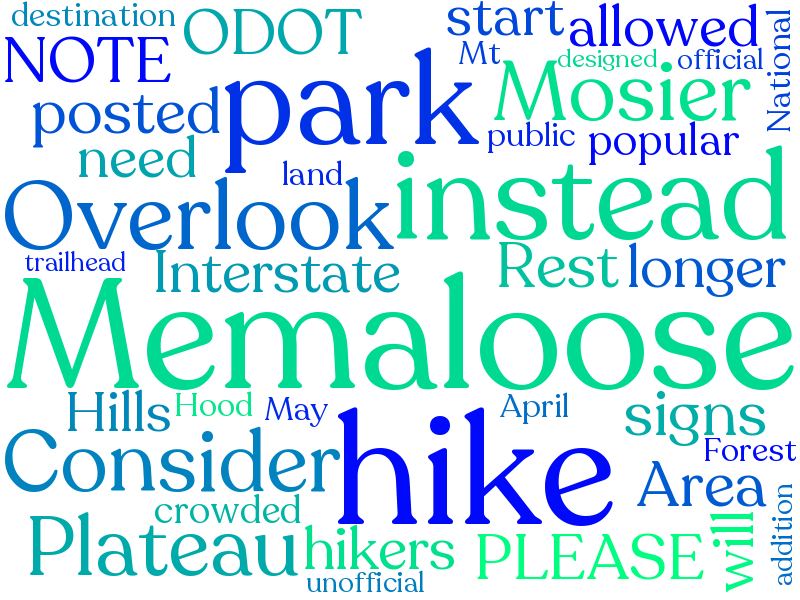 destination
ODOT
start
allowed
NOTE
Mt
designed
official
National
park
Mosier
posted
public
popular
need
land
instead
Overlook
trailhead
Interstate
Rest
longer
Memaloose
Hills
Hood
May
April
signs
Consider
hike
Forest
Area
crowded
Plateau
hikers
PLEASE
will
addition
unofficial